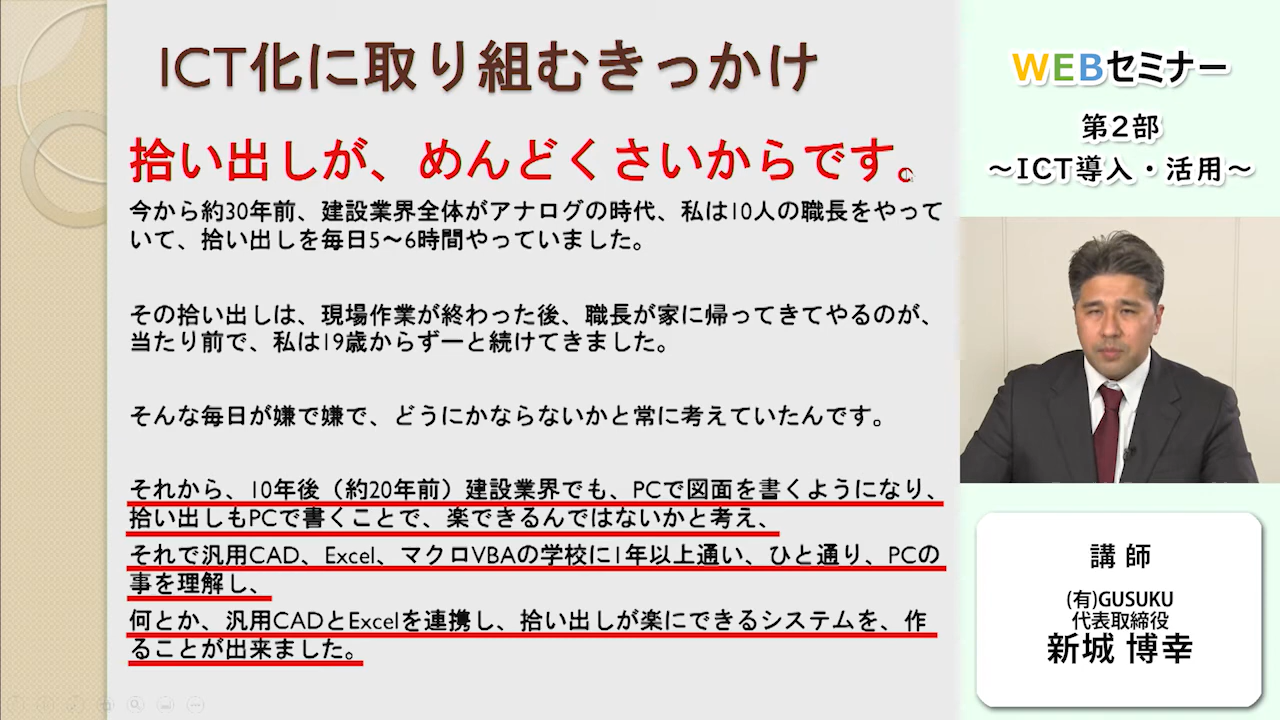 ICT化に取り組むきっかけ
拾い出しが、めんどくさいからです。
今から約30年前、建設業界全体がアナログの時代、私は10人の職長をやって
いて、拾い出しを毎日5～6時間やっていました。
その拾い出しは、現場作業が終わった後、職長が家に帰ってきてやるのが、
当たり前で、私は19歳からずーと続けてきました。
そんな毎日が嫌で嫌で、どうにかならないかと常に考えていたんです。
それから、10年後（約20年前）建設業界でも、PCで図面を書くようになり、
拾い出しもPCで書くことで、楽できるんではないかと考え、
それで汎用CAD、Excel、マクロVBAの学校に1年以上通い、ひと通り、PCの
事を理解し、
何とか、汎用CADとExcelを連携し、拾い出しが楽にできるシステムを、作
ることが出来ました。
WEBセミナー
第2部
～ICT導入・活用～
講 師
(有)GUSUKU
代表取締役
新城 博幸